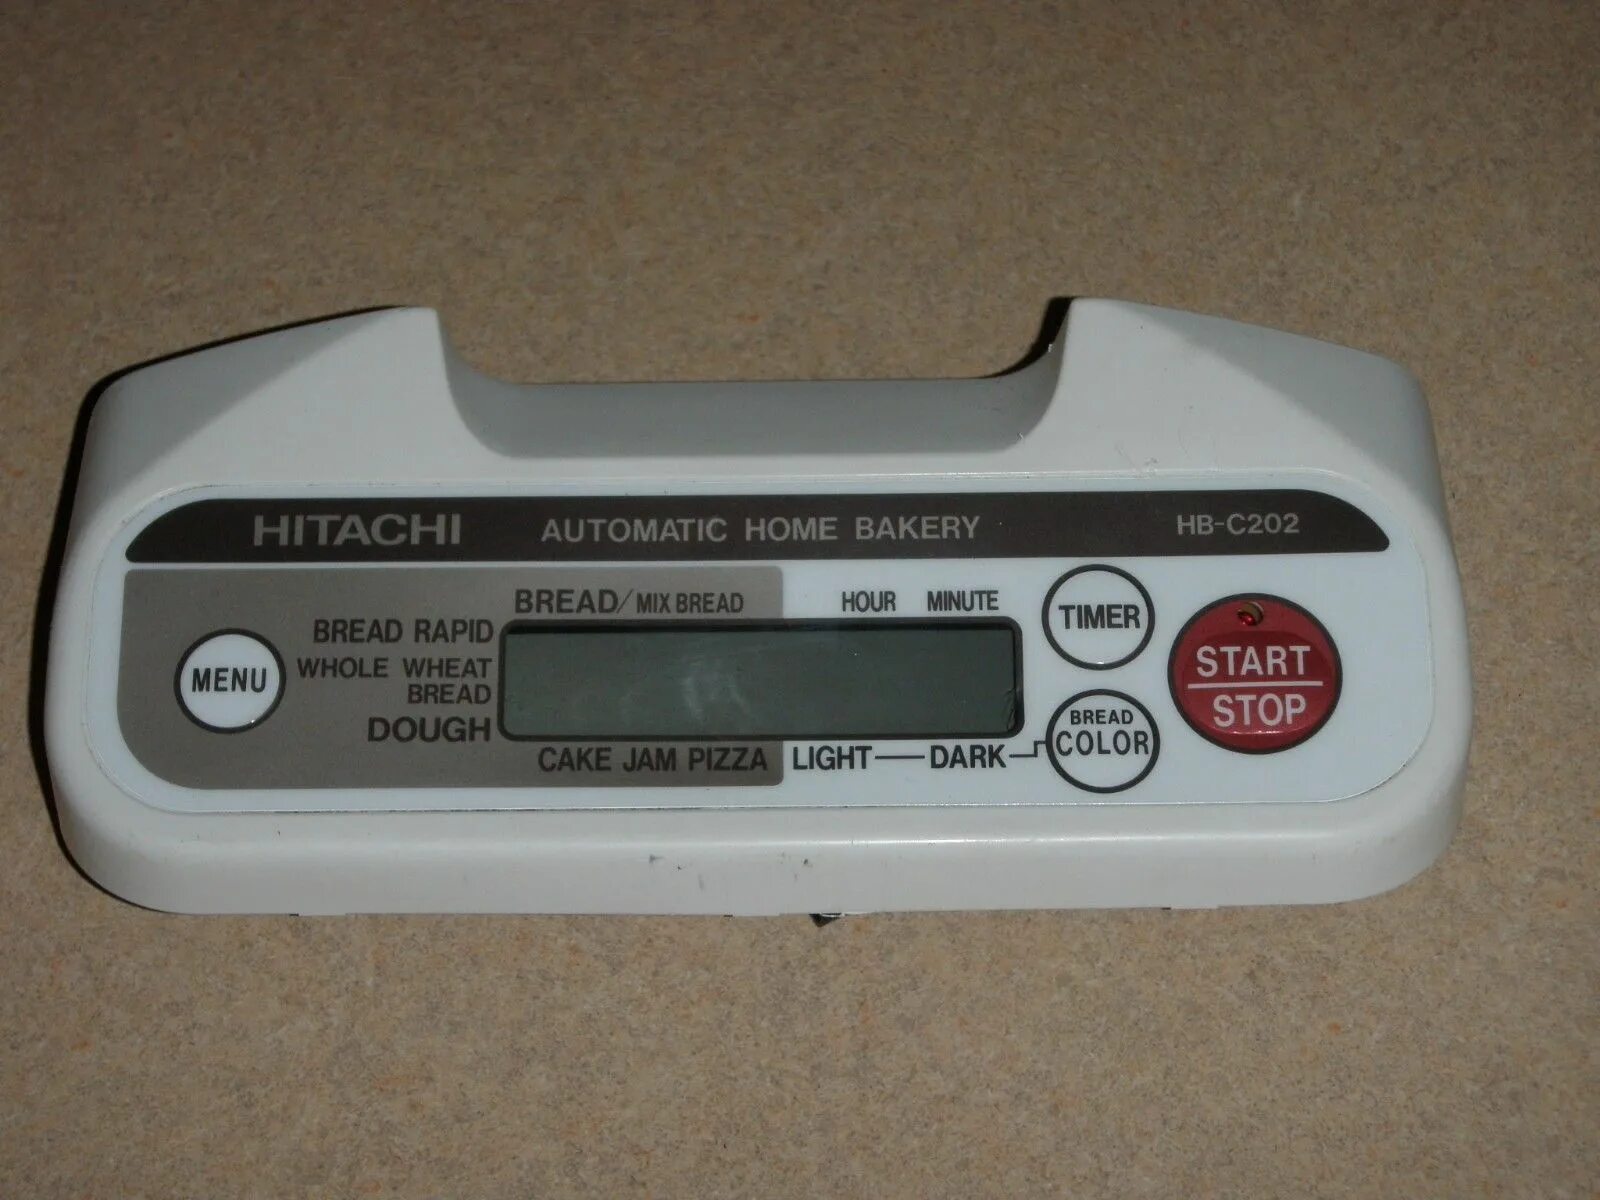 HITACHI AUTOMATIC HOME BAKERY HB-C202
BREAD/MIX BREAD HOUR MINUTE
TIMER
BREAD RAPID
WHOLE WHEAT
BREAD
DOUGH
MENU
CAKE JAM PIZZA LIGHT DARK
BREAD
COLOR
START
STOP